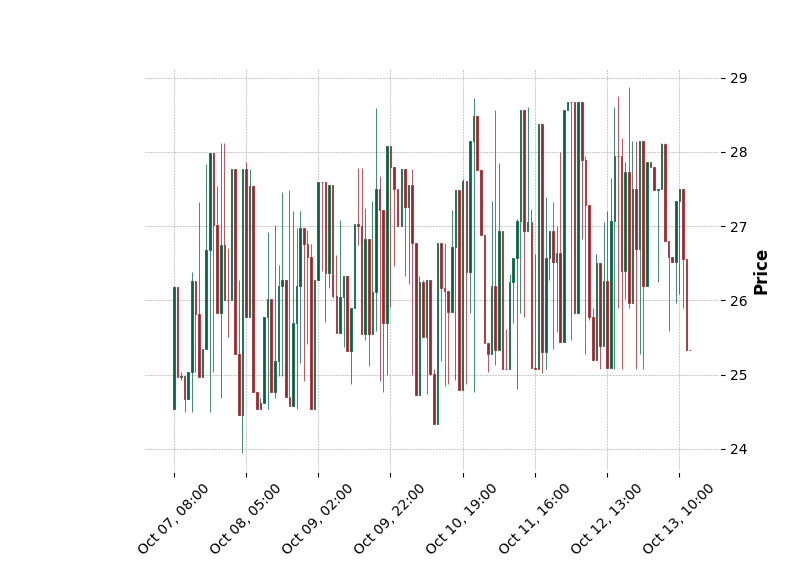 29
28
27
26
25
24
Price
Oct 07, 08:00
Oct 08, 05:00
Oct 09, 02:00
Oct 09, 22:00
Oct 10, 19:00
Oct 11, 16:00
Oct 12, 13:00
Oct 13, 10:00